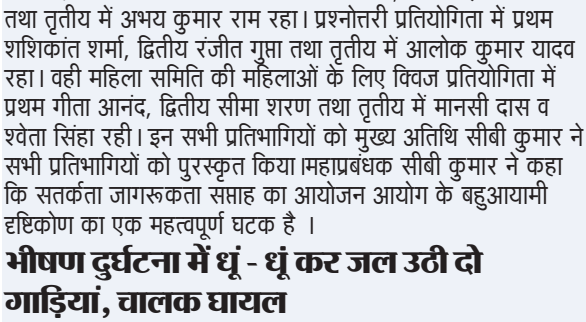 तथा तृतीय में अभय कुमार राम रहा। प्रश्नोत्तरी प्रतियोगिता में प्रथम
शशिकांत शर्मा, द्वितीय रंजीत गुप्ता तथा तृतीय में आलोक कुमार यादव
रहा। वही महिला समिति की महिलाओं के लिए क्विज प्रतियोगिता में
प्रथम गीता आनंद, द्वितीय सीमा शरण तथा तृतीय में मानसी दास व
श्वेता सिंहा रही। इन सभी प्रतिभागियों को मुख्य अतिथि सीबी कुमार ने
सभी प्रतिभागियों को पुरस्कृत किया।महाप्रबंधक सीबी कुमार ने कहा
कि सतर्कता जागरूकता सप्ताह का आयोजन आयोग के बहुआयामी
दृष्टिकोण का एक महत्वपूर्ण घटक है ।
भीषण दुर्घटना में धूं - धूं कर जल उठी दो
गाड़ियां, चालक घायल